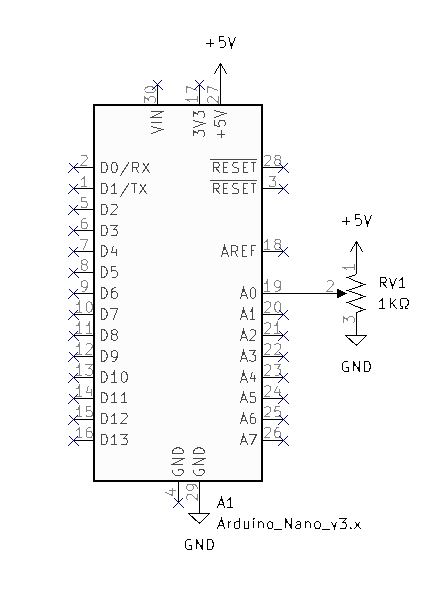 +5V
30 17 27
VIN 3V3 +5V
2 D0/RX RESET 28
1 D1/TX RESET 3
5 D2
6 D3
7 D4 AREF 18
8 D5
9 D6 A0 19
10 D7 A1 20
11 D8 A2 21
12 D9 A3 22
13 D10 A4 23
14 D11 A5 24
15 D12 A6 25
16 D13 A7 26
GND GND
4 29
A1
Arduino_Nano_v3.x
GND
+5V
1
2
RV1
1KΩ
3
GND